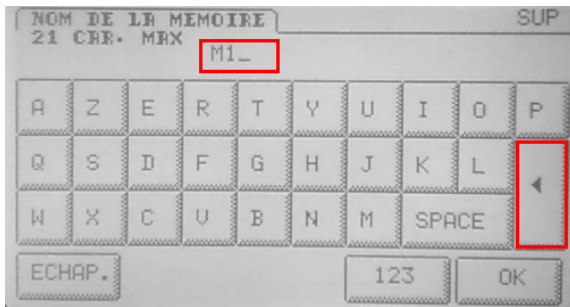 NOM DE LA MEMOIRE SUP
21 CAR. MAX
M1_
A Z E R T Y U I O P
Q S D F G H J K L
W X C V B N M SPACE
ECHAP. 123 OK